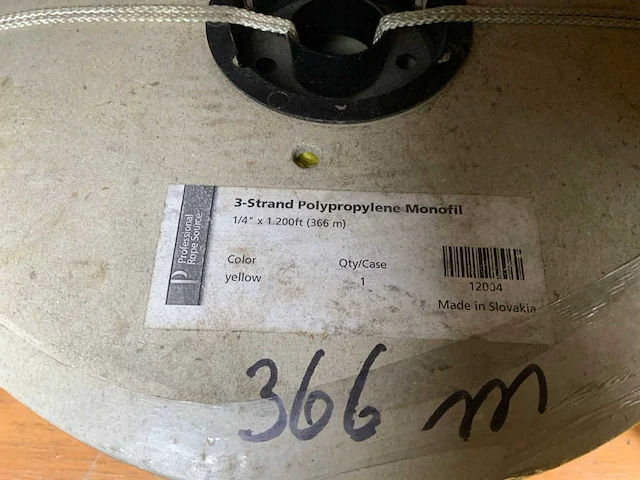 3-Strand Polypropylene Monofil
1/4" x 1.200ft (366 m)
Professional
Rope Source
Color
Qty/Case
yellow
1
12004
Made in Slovakia
366 m